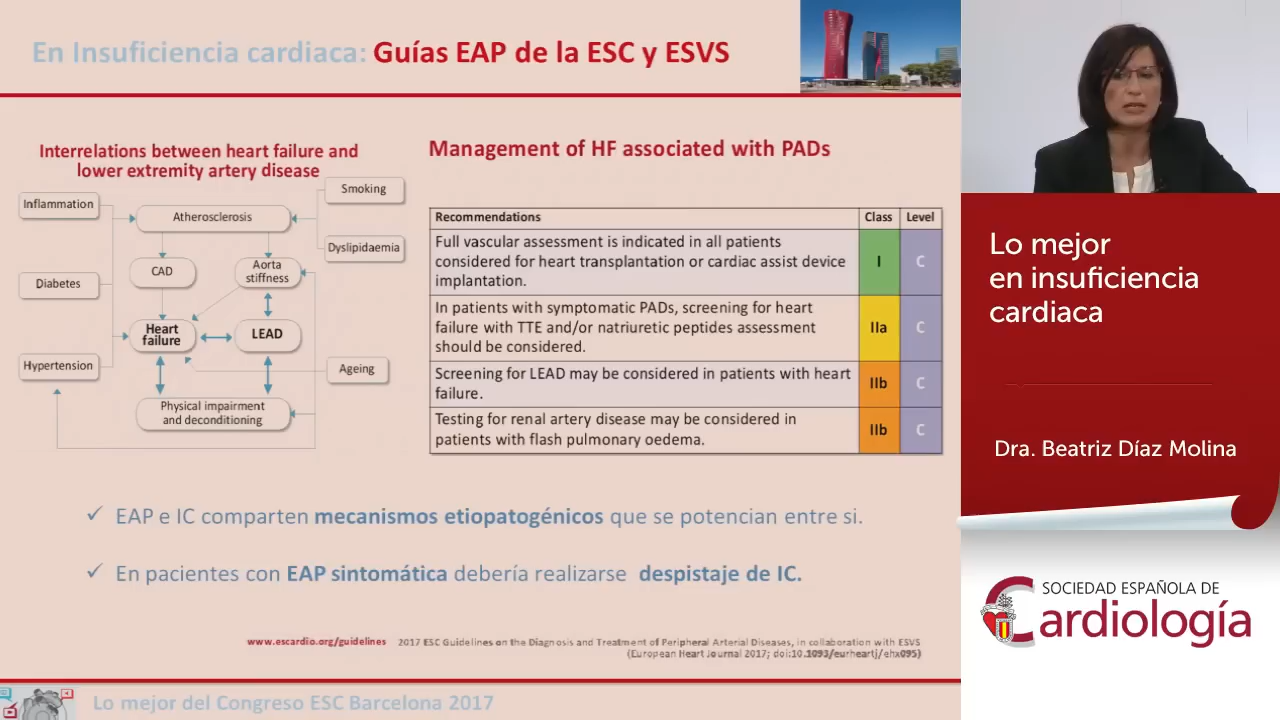 En Insuficiencia cardiaca: Guías EAP de la ESC y ESVS
Interrelations between heart failure and
lower extremity artery disease
Smoking
Inflammation
Atherosclerosis
Dyslipidaemia
CAD
Aorta
stiffness
Diabetes
Heart
failure
LEAD
Hypertension
Ageing
Physical impairment
and deconditioning
Management of HF associated with PADs
Recommendations Class Level
Full vascular assessment is indicated in all patients
considered for heart transplantation or cardiac assist device
implantation.
I C
In patients with symptomatic PADs, screening for heart
failure with TTE and/or natriuretic peptides assessment
should be considered.
IIa C
Screening for LEAD may be considered in patients with heart
failure.
IIb C
Testing for renal artery disease may be considered in
patients with flash pulmonary oedema.
IIb C
✓ EAP e IC comparten mecanismos etiopatogénicos que se potencian entre si.
✓ En pacientes con EAP sintomática debería realizarse despistaje de IC.
www.escardio.org/guidelines 2017 ESC Guidelines on the Diagnosis and Treatment of Peripheral Arterial Diseases, in collaboration with ESVS
(European Heart Journal 2017; doi:10.1093/eurheartj/ehx095)
Lo mejor del Congreso ESC Barcelona 2017
Lo mejor
en insuficiencia
cardiaca
Dra. Beatriz Díaz Molina
SOCIEDAD ESPAÑOLA DE
Cardiología